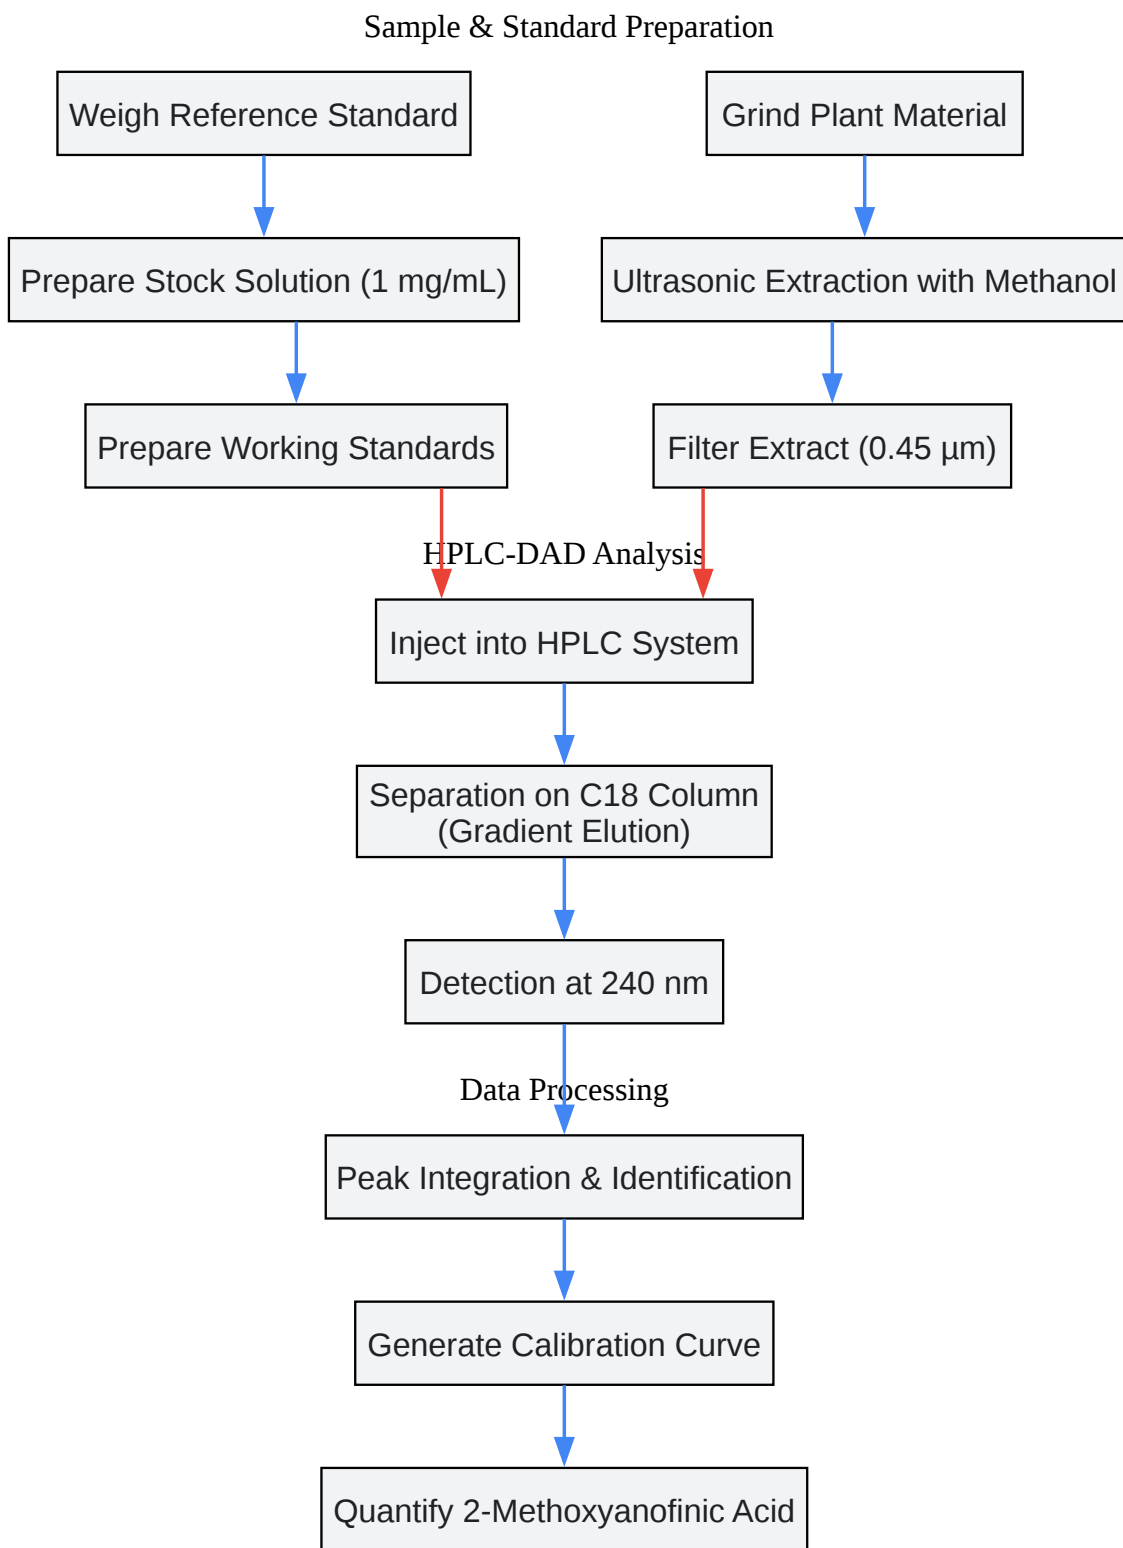 Sample & Standard Preparation
Weigh Reference Standard
Grind Plant Material
Prepare Stock Solution (1 mg/mL)
Ultrasonic Extraction with Methanol
Prepare Working Standards
Filter Extract (0.45 µm)
HPLC-DAD Analysis
Inject into HPLC System
Separation on C18 Column
(Gradient Elution)
Detection at 240 nm
Data Processing
Peak Integration & Identification
Generate Calibration Curve
Quantify 2-Methoxyanofinic Acid